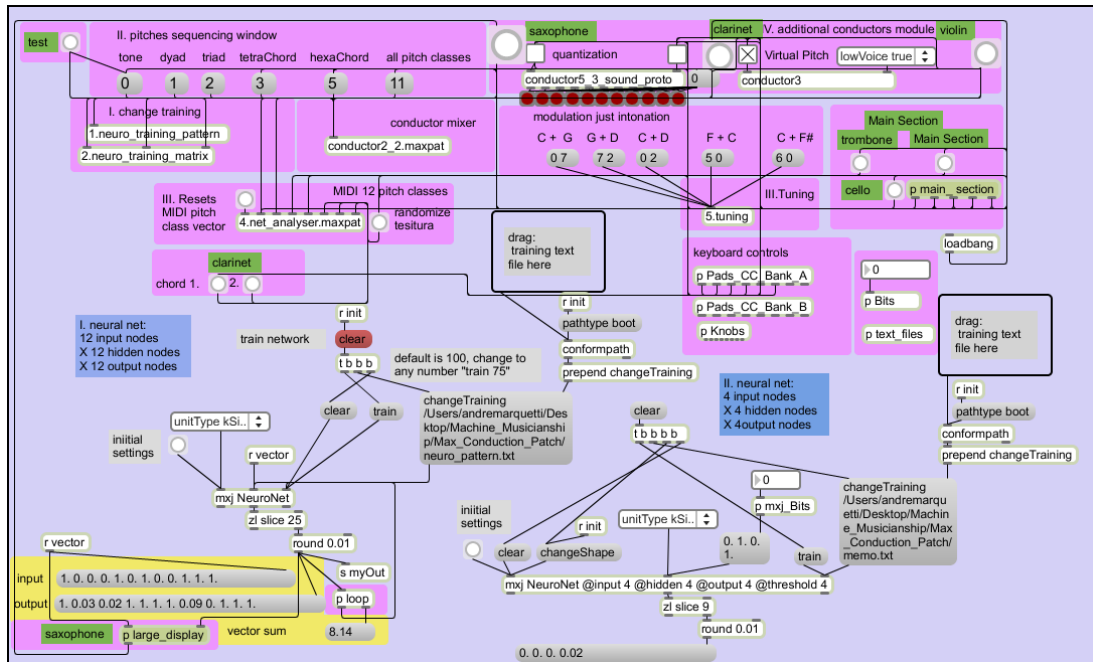 test
II. pitches sequencing window
tone dyad triad tetraChord hexaChord all pitch classes
0 1 2 3 5 11
I. change training
1.neuro_training_pattern
2.neuro_training_matrix
conductor mixer
conductor2_2.maxpat
saxophone
quantization
conductor5_3_sound_proto 0
clarinet V. additional conductors module violin
Virtual Pitch lowVoice true
conductor3
modulation just intonation
C + G G + D C + D F + C C + F#
0 7 7 2 0 2 5 0 6 0
III.Tuning
5.tuning
Main Section
trombone Main Section
cello p main_ section
loadbang
III. Resets
MIDI pitch
class vector
MIDI 12 pitch classes
4.net_analyser.maxpat
randomize
tesitura
clarinet
chord 1. 2.
drag:
training text
file here
keyboard controls
p Pads_CC_Bank_A
p Pads_CC_Bank_B
p Knobs
0
p Bits
p text_files
drag:
training text
file here
I. neural net:
12 input nodes
X 12 hidden nodes
X 12 output nodes
train network
r init
clear
t b b b
default is 100, change to
any number "train 75"
r init
pathtype boot
conformpath
prepend changeTraining
clear
train
changeTraining
/Users/andremarquetti/Des
ktop/Machine_Musicianshi
p/Max_Conduction_Patch/
neuro_pattern.txt
unitType kSi..
iniitial
settings
r vector
mxj NeuroNet
zl slice 25
round 0.01
s myOut
p loop
r vector
input 1. 0. 0. 0. 1. 0. 1. 0. 0. 1. 1. 1.
output 1. 0.03 0.02 1. 1. 1. 1. 0.09 0. 1. 1. 1.
saxophone p large_display vector sum 8.14
II. neural net:
4 input nodes
X 4 hidden nodes
X 4output nodes
clear
t b b b b
r init
pathtype boot
conformpath
prepend changeTraining
0
p mxj_Bits
changeTraining
/Users/andremarqu
etti/Desktop/Machin
e_Musicianship/Max
_Conduction_Patch/
memo.txt
iniitial
settings
unitType kSi..
r init
clear
changeShape
0. 1. 0.
1.
train
mxj NeuroNet @input 4 @hidden 4 @output 4 @threshold 4
zl slice 9
round 0.01
0. 0. 0. 0.02